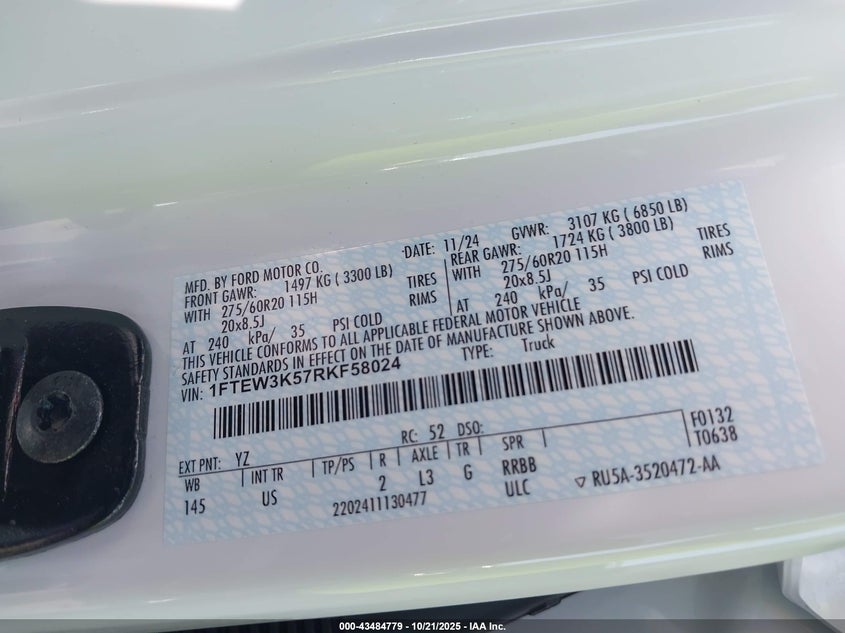 MFD. BY FORD MOTOR CO.
DATE: 11/24 GVWR: 3107 KG ( 6850 LB)
FRONT GAWR: 1497 KG ( 3300 LB)
REAR GAWR: 1724 KG ( 3800 LB)
WITH 275/60R20 115H TIRES
WITH 275/60R20 115H TIRES
20x8.5J RIMS
20x8.5J RIMS
AT 240 kPa/ 35 PSI COLD
AT 240 kPa/ 35 PSI COLD
THIS VEHICLE CONFORMS TO ALL APPLICABLE FEDERAL MOTOR VEHICLE
SAFETY STANDARDS IN EFFECT ON THE DATE OF MANUFACTURE SHOWN ABOVE.
VIN: 1FTEW3K57RKF58024 TYPE: Truck
F0132
T0638
EXT PNT: YZ RC: 52 DSO:
WB INT TR TP/PS R AXLE TR SPR
145 US 2 L3 G RRBB
2202411130477 ULC ▽ RU5A-3520472-AA
000-43484779 - 10/21/2025 - IAA Inc.